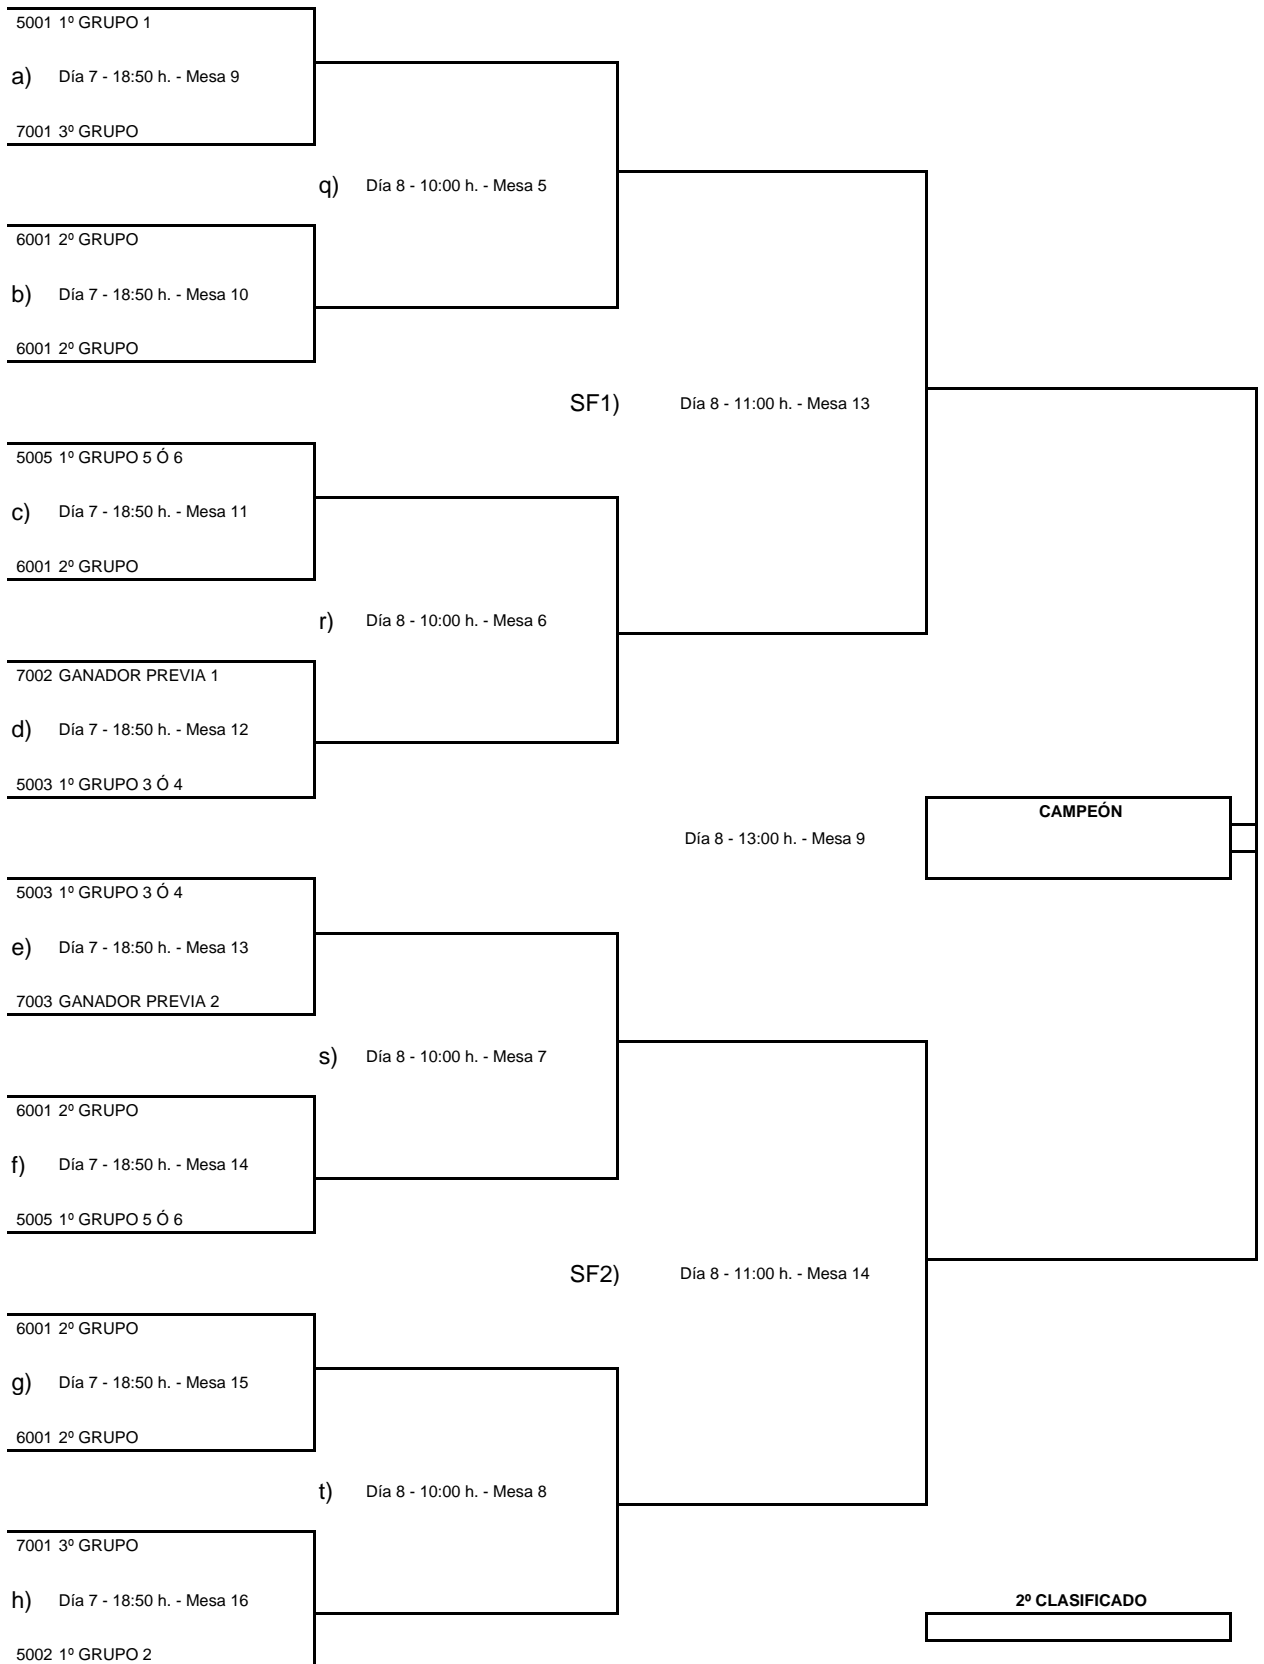 5001 1º GRUPO 1
a) Día 7 - 18:50 h. - Mesa 9
7001 3º GRUPO
q) Día 8 - 10:00 h. - Mesa 5
6001 2º GRUPO
b) Día 7 - 18:50 h. - Mesa 10
6001 2º GRUPO
SF1) Día 8 - 11:00 h. - Mesa 13
5005 1º GRUPO 5 Ó 6
c) Día 7 - 18:50 h. - Mesa 11
6001 2º GRUPO
r) Día 8 - 10:00 h. - Mesa 6
7002 GANADOR PREVIA 1
d) Día 7 - 18:50 h. - Mesa 12
5003 1º GRUPO 3 Ó 4
CAMPEÓN
Día 8 - 13:00 h. - Mesa 9
5003 1º GRUPO 3 Ó 4
e) Día 7 - 18:50 h. - Mesa 13
7003 GANADOR PREVIA 2
s) Día 8 - 10:00 h. - Mesa 7
6001 2º GRUPO
f) Día 7 - 18:50 h. - Mesa 14
5005 1º GRUPO 5 Ó 6
SF2) Día 8 - 11:00 h. - Mesa 14
6001 2º GRUPO
g) Día 7 - 18:50 h. - Mesa 15
6001 2º GRUPO
t) Día 8 - 10:00 h. - Mesa 8
7001 3º GRUPO
h) Día 7 - 18:50 h. - Mesa 16
2º CLASIFICADO
5002 1º GRUPO 2